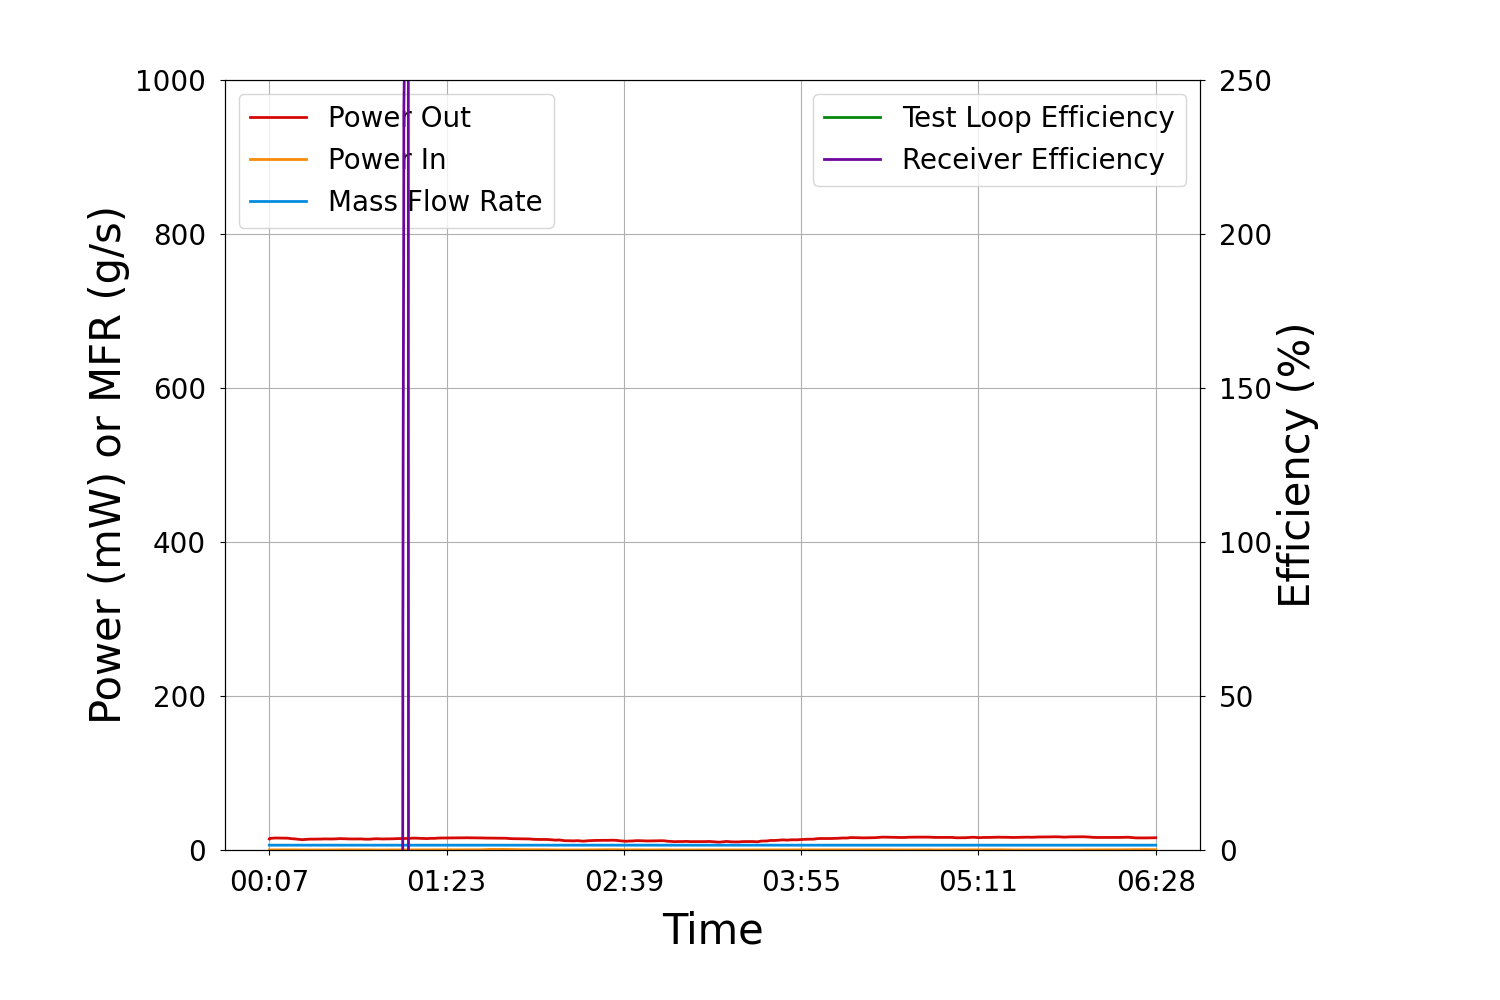 Power (mW) or MFR (g/s)
1000
800
600
400
200
0
Power Out
Power In
Mass Flow Rate
Test Loop Efficiency
Receiver Efficiency
250
200
150
100
50
0
Efficiency (%)
00:07 01:23 02:39 03:55 05:11 06:28
Time